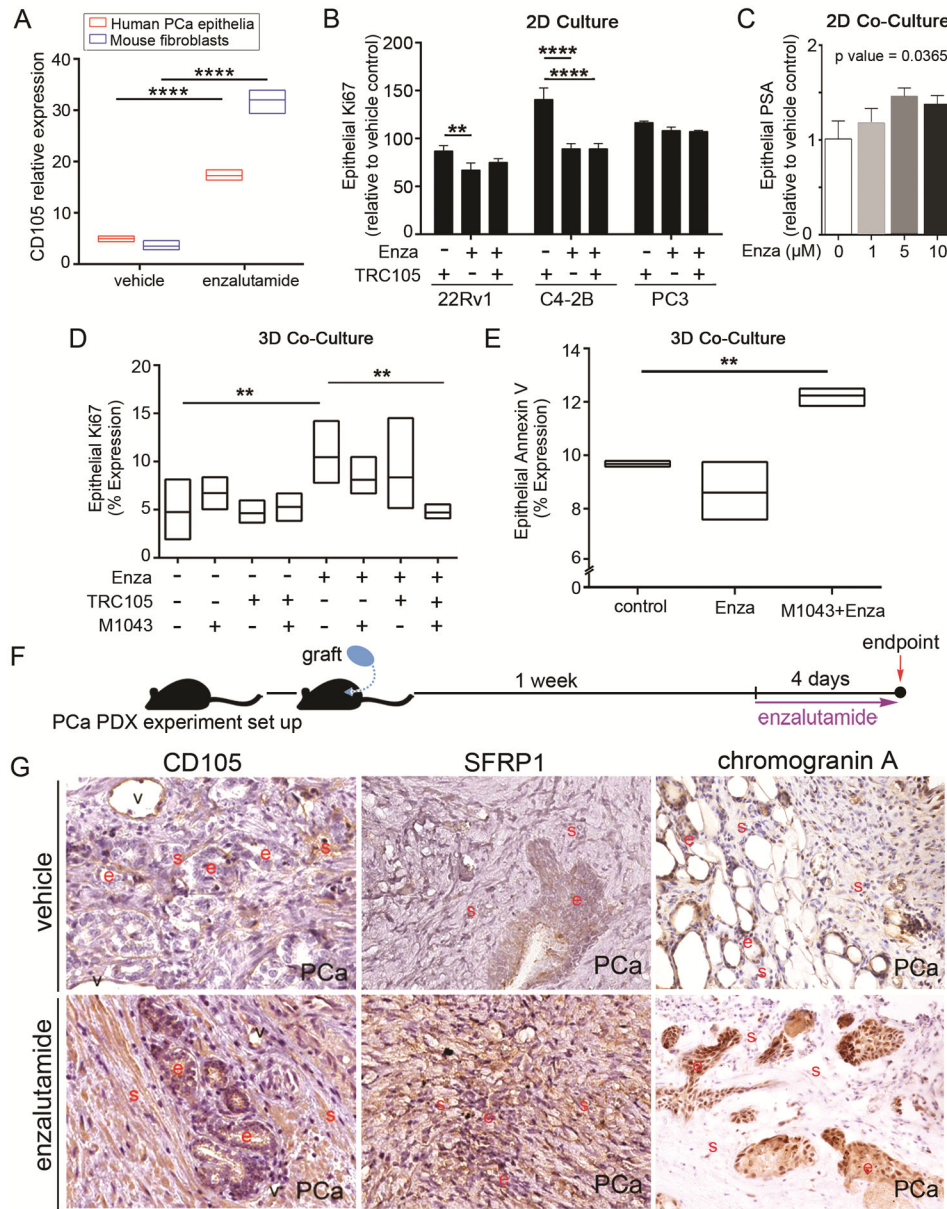 A
Human PCa epithelia
Mouse fibroblasts
CD105 relative expression
40
30
20
10
0
****
****
vehicle
enzalutamide
B
2D Culture
Epithelial Ki67
(relative to vehicle control)
200
150
100
50
0
**
****
****
Enza - + + - + + - + +
TRC105 + - + + - + + - +
22Rv1 C4-2B PC3
C
2D Co-Culture
p value = 0.0365
Epithelial PSA
(relative to vehicle control)
2
1
0
Enza (µM) 0 1 5 10
D
3D Co-Culture
Epithelial Ki67
(% Expression)
20
15
10
5
0
**
**
Enza - - - - + + + +
TRC105 - - + + - - + +
M1043 - + - + - + - +
E
3D Co-Culture
Epithelial Annexin V
(% Expression)
14
12
10
8
6
0
**
control Enza M1043+Enza
F
graft
PCa PDX experiment set up
1 week
4 days
enzalutamide
endpoint
G
CD105 SFRP1 chromogranin A
vehicle
v
s
e
s
e
e
s
v
PCa
s
s
e
PCa
e
s
s
e
s
PCa
enzalutamide
v
e
s
s
e
v
PCa
s
e
s
e
PCa
s
e
s
s
e
PCa